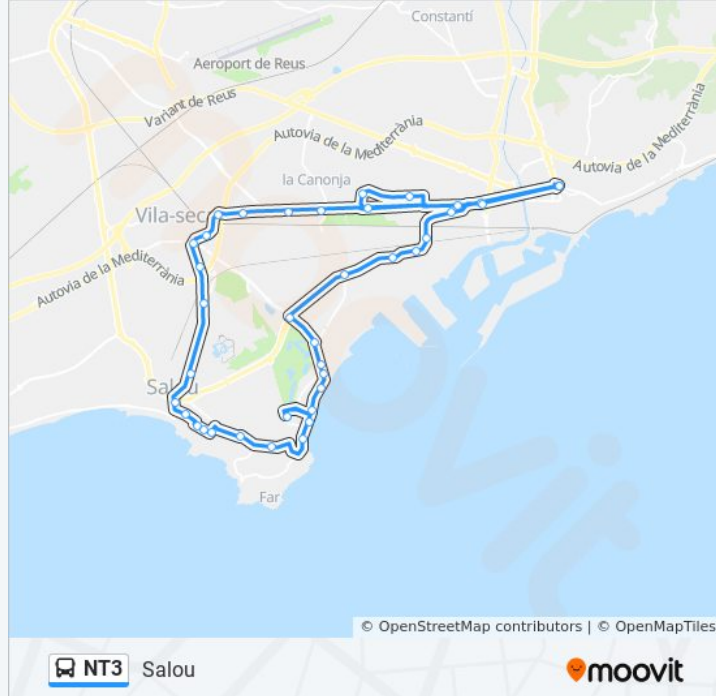 Constantí
Aeroport de Reus
Variant de Reus
Autovia de la Mediterrània
Autovia de la Mediterrània
la Canonja
Vila-sec
Autovia de la Mediterrània
Salou
Far
moovit
© OpenStreetMap contributors | © OpenMapTiles
NT3 Salou
moovit